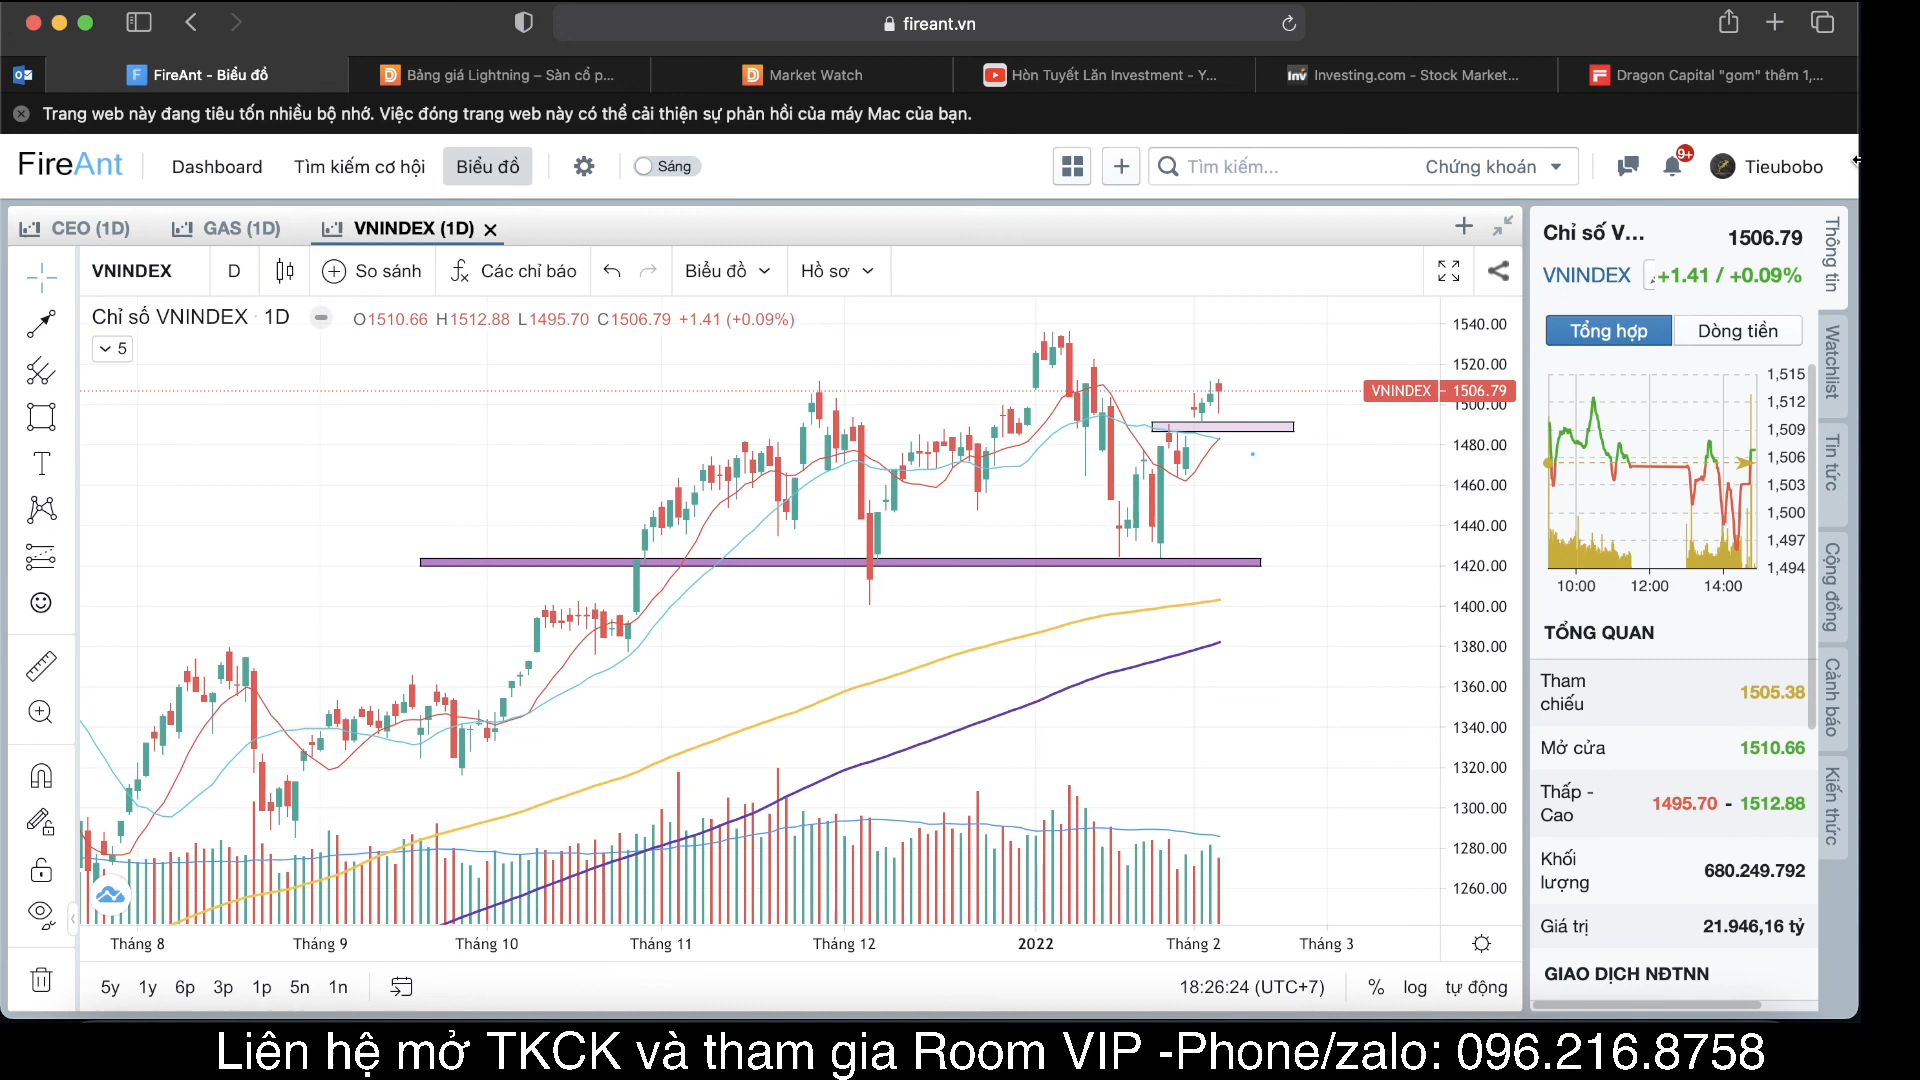 fireant.vn
FireAnt - Biểu đồ
Bảng giá Lightning – Sàn cổ p...
Market Watch
Hòn Tuyết Lăn Investment - Y...
Inv Investing.com - Stock Market...
Dragon Capital "gom" thêm 1,...
Trang web này đang tiêu tốn nhiều bộ nhớ. Việc đóng trang web này có thể cải thiện sự phản hồi của máy Mac của bạn.
FireAnt
Dashboard
Tìm kiếm cơ hội
Biểu đồ
Sáng
Tìm kiếm...
Chứng khoán
9+
Tieubobo
CEO (1D)
GAS (1D)
VNINDEX (1D)
VNINDEX
D
So sánh
Các chỉ báo
Biểu đồ
Hồ sơ
Chỉ số VNINDEX · 1D
O1510.66 H1512.88 L1495.70 C1506.79 +1.41 (+0.09%)
5
1540.00
1520.00
VNINDEX 1506.79
1500.00
1480.00
1460.00
1440.00
1420.00
1400.00
1380.00
1360.00
1340.00
1320.00
1300.00
1280.00
1260.00
Tháng 8
Tháng 9
Tháng 10
Tháng 11
Tháng 12
2022
Tháng 2
Tháng 3
5y 1y 6p 3p 1p 5n 1n
18:26:24 (UTC+7)
%
log
tự động
Chỉ số V...
1506.79
VNINDEX
+1.41 / +0.09%
Tổng hợp
Dòng tiền
1,515
1,512
1,509
1,506
1,503
1,500
1,497
1,494
10:00
12:00
14:00
TỔNG QUAN
Tham chiếu
1505.38
Mở cửa
1510.66
Thấp - Cao
1495.70 - 1512.88
Khối lượng
680.249.792
Giá trị
21.946,16 tỷ
GIAO DỊCH NĐTNN
Thông tin
Watchlist
Tin tức
Cộng đồng
Cảnh báo
Kiến thức
Liên hệ mở TKCK và tham gia Room VIP -Phone/zalo: 096.216.8758